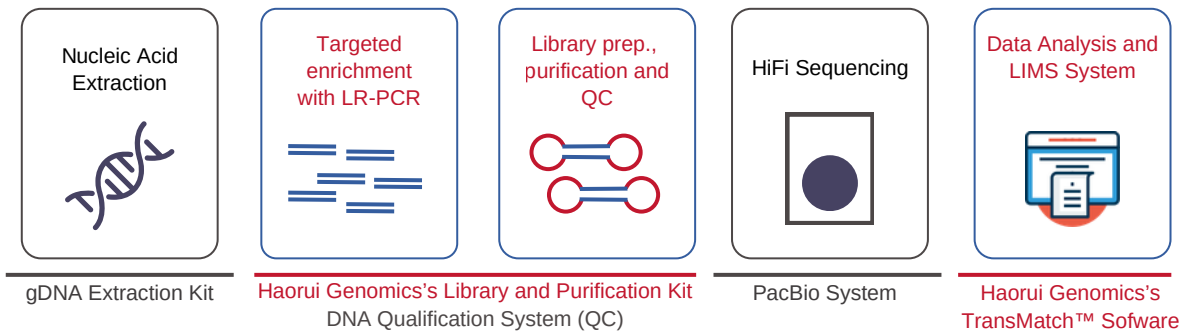 Nucleic Acid
Extraction
Targeted
enrichment
with LR-PCR
Library prep.,
purification and
QC
HiFi Sequencing
Data Analysis and
LIMS System
gDNA Extraction Kit
Haorui Genomics's Library and Purification Kit
DNA Qualification System (QC)
PacBio System
Haorui Genomics's
TransMatch™ Sofware